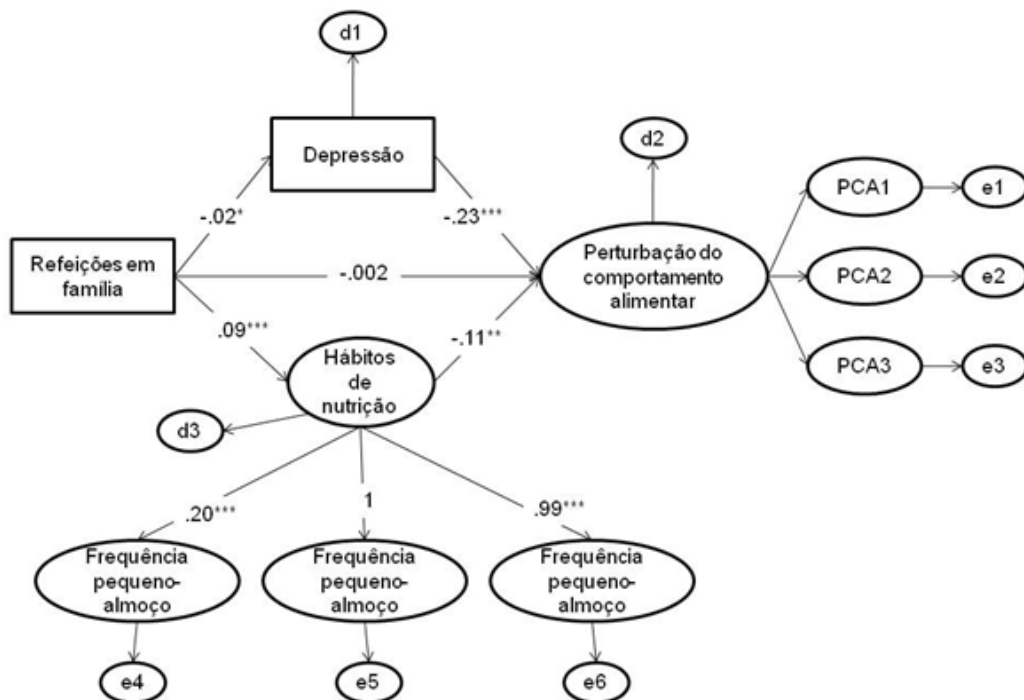 d1
Depressão
d2
-.02*
-.23***
PCA1
e1
Refeições em
família
-.002
Perturbação do
comportamento
alimentar
PCA2
e2
.09***
-.11**
PCA3
e3
Hábitos
de
nutrição
d3
.20***
1
.99***
Frequência
pequeno-
almoço
Frequência
pequeno-
almoço
Frequência
pequeno-
almoço
e4
e5
e6